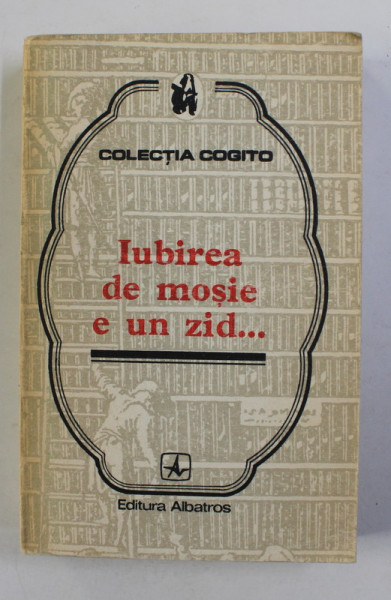 COLECȚIA COGITO
Iubirea
de moșie
e un zid...
Editura Albatros